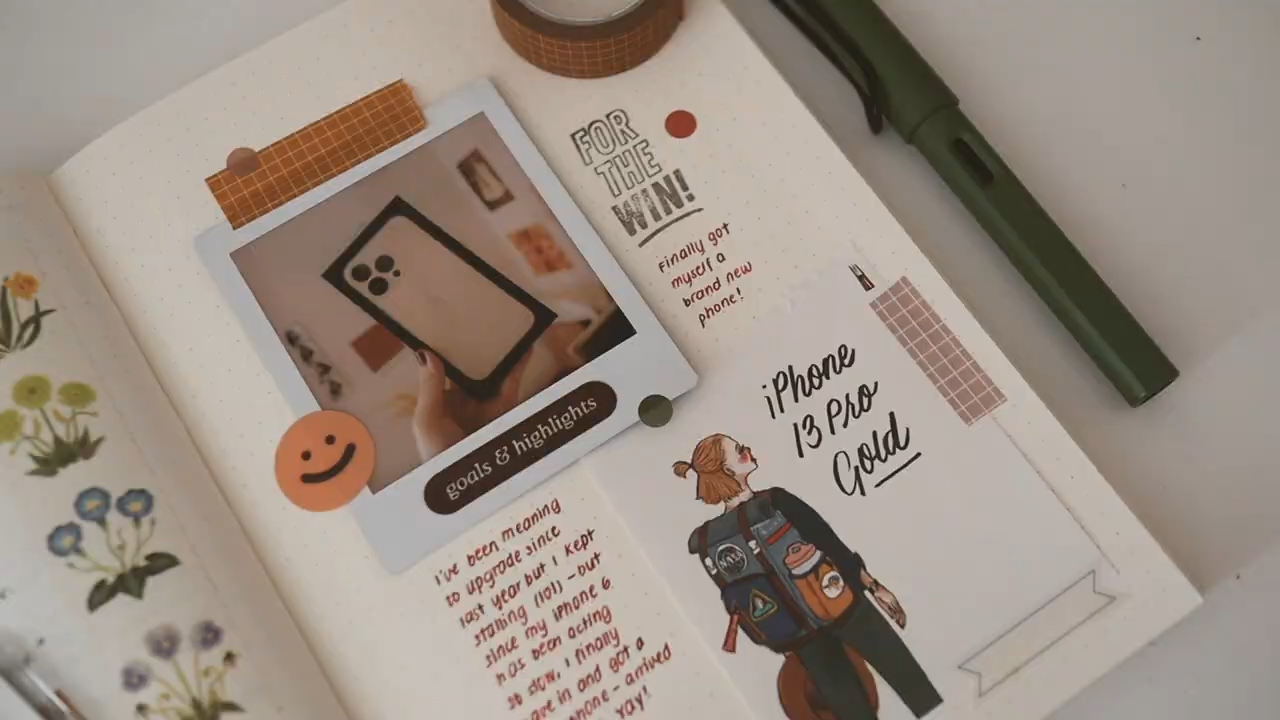 FOR
THE
WIN!
Finally got
myself a
brand new
phone!
goals & highlights
iPhone
13 Pro
Gold
I've been meaning
to upgrade since
last year but I kept
stalling (lol) - but
since my iPhone 6
has been acting
so slow, I finally
gave in and got a
phone - arrived
Yay!
NASA